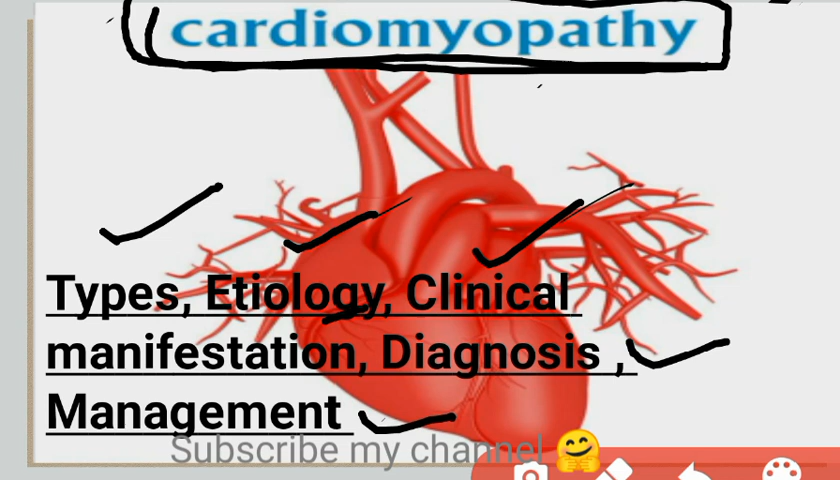 cardiomyopathy
Types, Etiology, Clinical
manifestation, Diagnosis ,
Management
Subscribe my channel 🤗